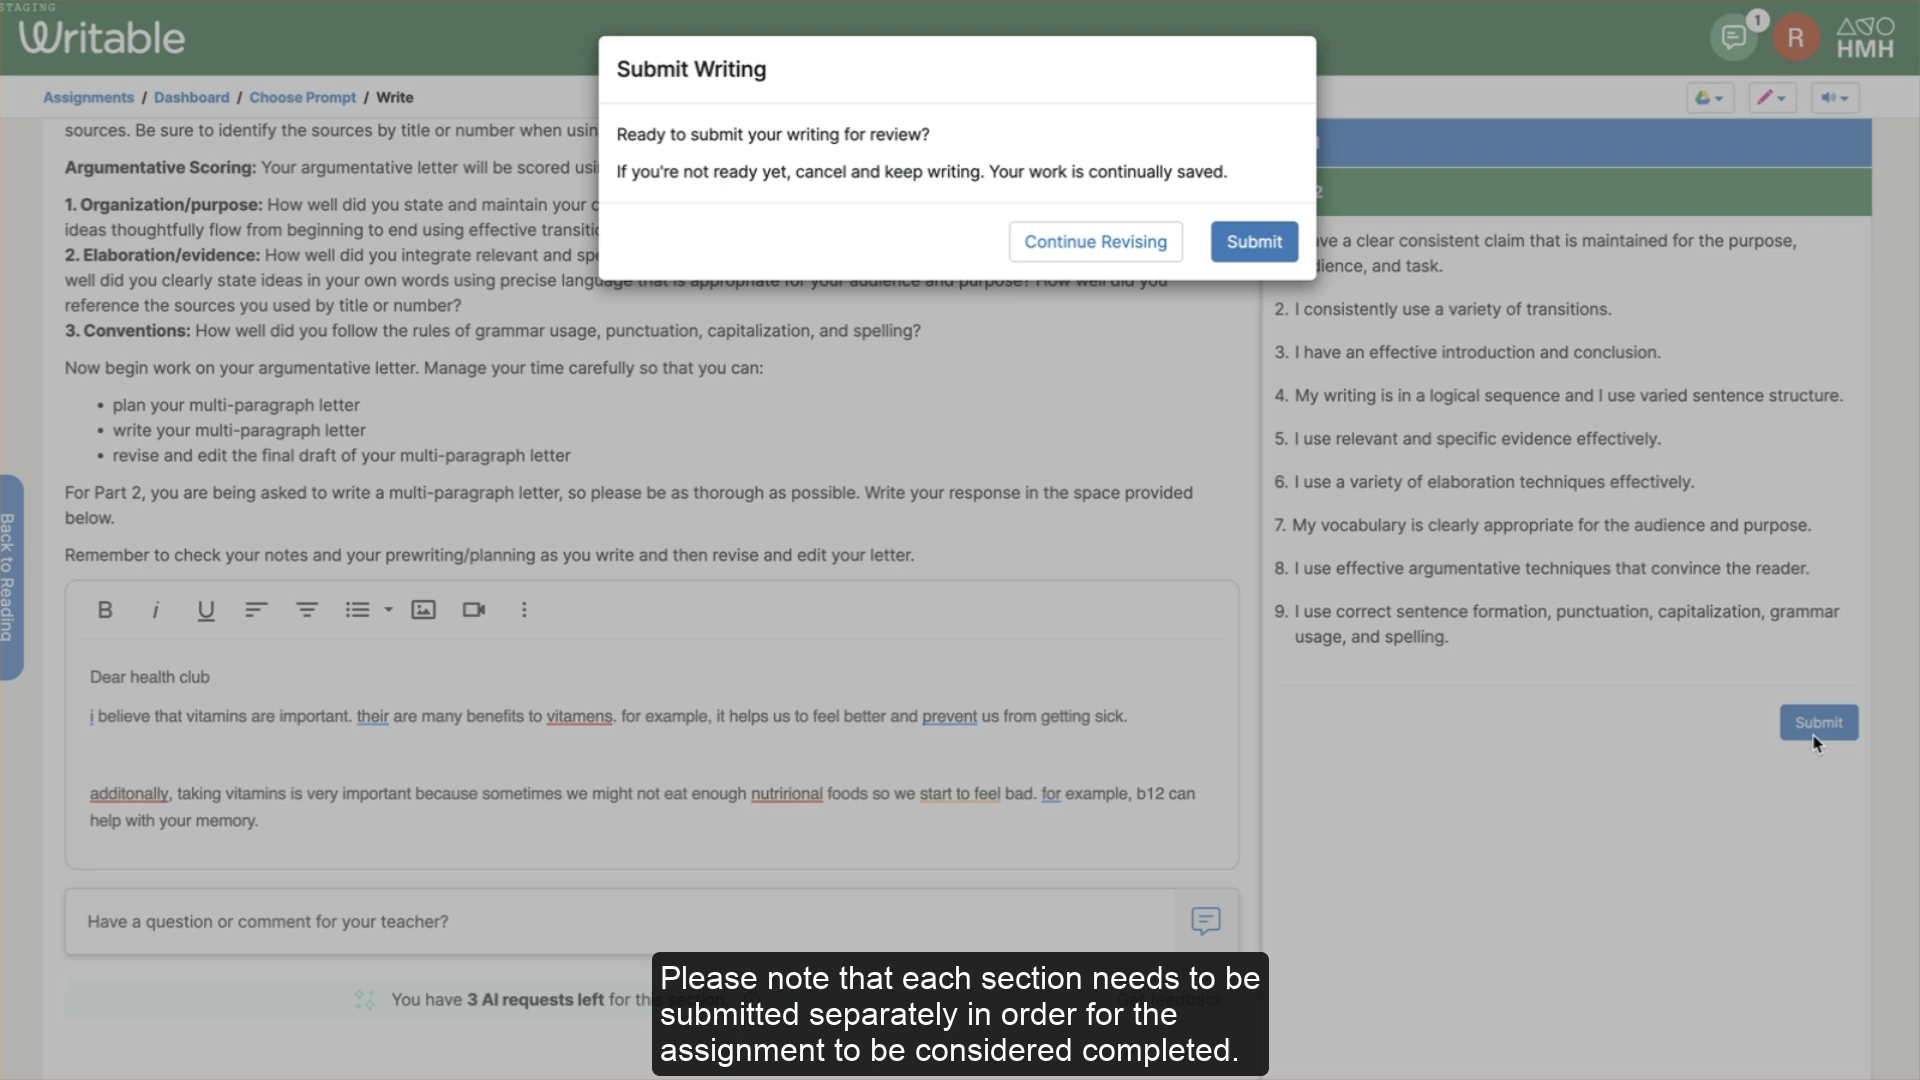 STAGING
Writable
1
R
HMH
Assignments / Dashboard / Choose Prompt / Write
Submit Writing
Ready to submit your writing for review?
If you're not ready yet, cancel and keep writing. Your work is continually saved.
Continue Revising
Submit
sources. Be sure to identify the sources by title or number when usin
Argumentative Scoring: Your argumentative letter will be scored usi
1. Organization/purpose: How well did you state and maintain your c
ideas thoughtfully flow from beginning to end using effective transitio
2. Elaboration/evidence: How well did you integrate relevant and spe
well did you clearly state ideas in your own words using precise language that is appropriate for your audience and purpose? How well did you
reference the sources you used by title or number?
3. Conventions: How well did you follow the rules of grammar usage, punctuation, capitalization, and spelling?
Now begin work on your argumentative letter. Manage your time carefully so that you can:
• plan your multi-paragraph letter
• write your multi-paragraph letter
• revise and edit the final draft of your multi-paragraph letter
For Part 2, you are being asked to write a multi-paragraph letter, so please be as thorough as possible. Write your response in the space provided
below.
Remember to check your notes and your prewriting/planning as you write and then revise and edit your letter.
Back to Reading
B i U
Dear health club
i believe that vitamins are important. their are many benefits to vitamens. for example, it helps us to feel better and prevent us from getting sick.
additonally, taking vitamins is very important because sometimes we might not eat enough nutrirional foods so we start to feel bad. for example, b12 can
help with your memory.
Have a question or comment for your teacher?
You have 3 AI requests left for this section.
2
ve a clear consistent claim that is maintained for the purpose,
ience, and task.
2. I consistently use a variety of transitions.
3. I have an effective introduction and conclusion.
4. My writing is in a logical sequence and I use varied sentence structure.
5. I use relevant and specific evidence effectively.
6. I use a variety of elaboration techniques effectively.
7. My vocabulary is clearly appropriate for the audience and purpose.
8. I use effective argumentative techniques that convince the reader.
9. I use correct sentence formation, punctuation, capitalization, grammar
usage, and spelling.
Submit
Please note that each section needs to be
submitted separately in order for the
assignment to be considered completed.